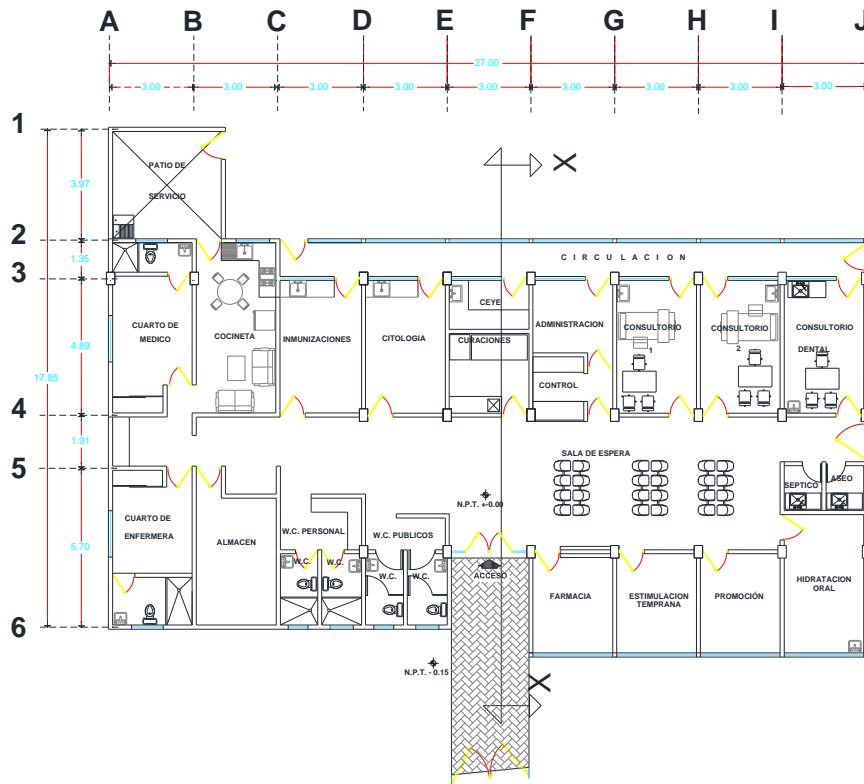 A B C D E F G H I J
27.00
3.00 3.00 3.00 3.00 3.00 3.00 3.00 3.00 3.00
1
2
3
4
5
6
3.97
1.35
4.89
17.85
1.91
5.70
PATIO DE
SERVICIO
X
CIRCULACION
CUARTO DE
MEDICO
COCINETA
INMUNIZACIONES
CITOLOGIA
CEYE
CURACIONES
ADMINISTRACION
CONTROL
CONSULTORIO
1
CONSULTORIO
2
CONSULTORIO
DENTAL
SALA DE ESPERA
SEPTICO
ASEO
N.P.T. +-0.00
CUARTO DE
ENFERMERA
ALMACEN
W.C. PERSONAL
W.C. PUBLICOS
W.C.
W.C.
W.C.
W.C.
ACCESO
FARMACIA
ESTIMULACION
TEMPRANA
PROMOCIÓN
HIDRATACION
ORAL
N.P.T. - 0.15
X